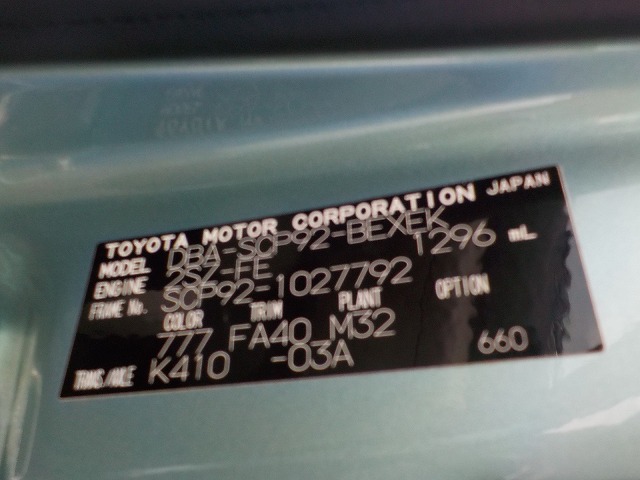 TOYOTA MOTOR CORPORATION JAPAN
MODEL DBA-SCP92-BEXEK
ENGINE 2SZ-FE 1296 mL
FRAME No. SCP92-1027792
COLOR TRIM PLANT OPTION
777 FA40 M32
TRANS/AXLE K410 -03A 660